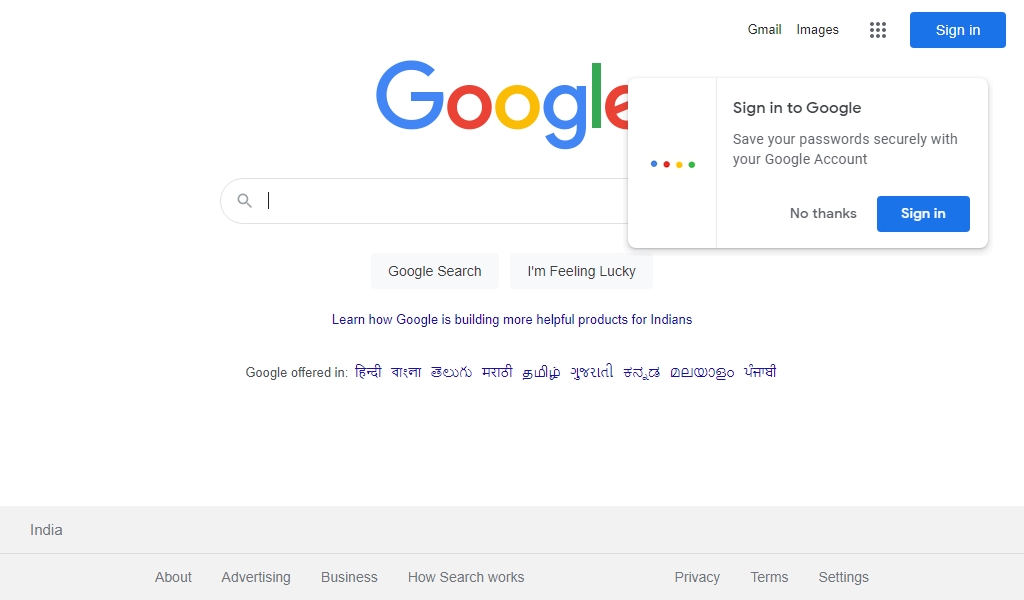 Gmail Images Sign in
Google
Sign in to Google
Save your passwords securely with
your Google Account
No thanks Sign in
Google Search I'm Feeling Lucky
Learn how Google is building more helpful products for Indians
Google offered in: हिन्दी বাংলা తెలుగు मराठी தமிழ் ગુજરાતી ಕನ್ನಡ മലയാളം ਪੰਜਾਬੀ
India
About Advertising Business How Search works Privacy Terms Settings